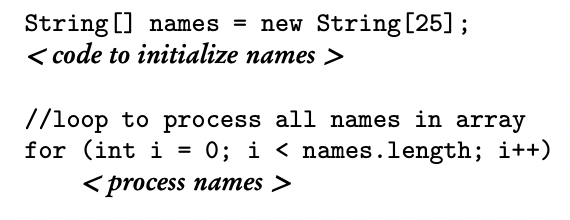 String[] names = new String[25];
< code to initialize names >
//loop to process all names in array
for (int i = 0; i < names.length; i++)
< process names >